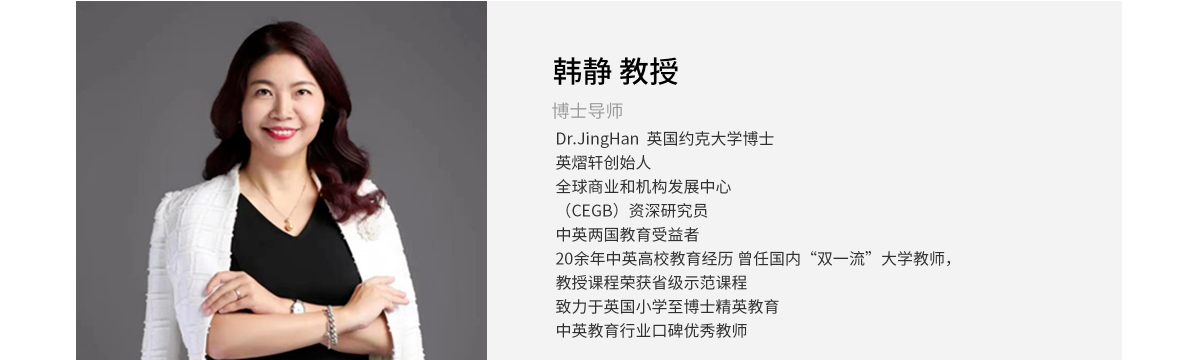 韩静 教授
博士导师
Dr.JingHan 英国约克大学博士
英熠轩创始人
全球商业和机构发展中心
（CEGB）资深研究员
中英两国教育受益者
20余年中英高校教育经历 曾任国内“双一流”大学教师，
教授课程荣获省级示范课程
致力于英国小学至博士精英教育
中英教育行业口碑优秀教师